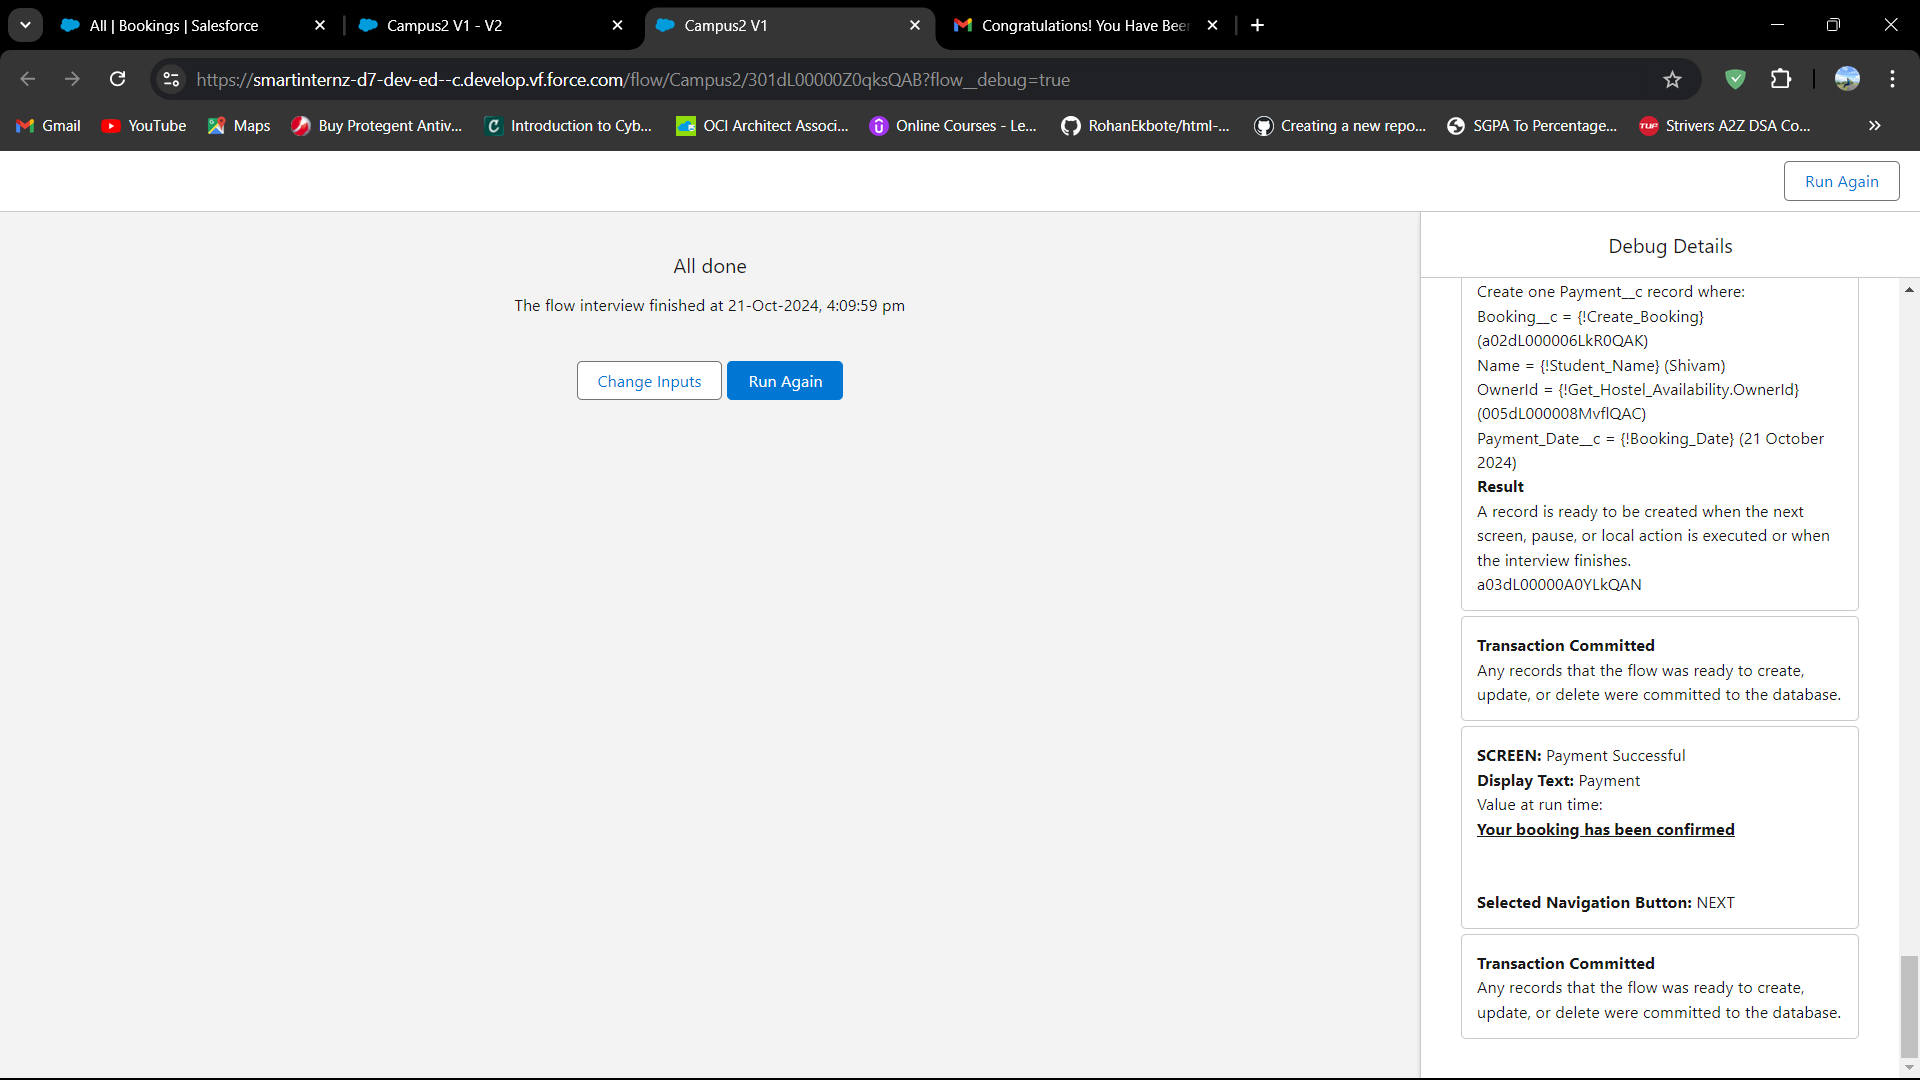 All | Bookings | Salesforce
Campus2 V1 - V2
Campus2 V1
Congratulations! You Have Beer
https://smartinternz-d7-dev-ed--c.develop.vf.force.com/flow/Campus2/301dL00000Z0qksQAB?flow__debug=true
Gmail
YouTube
Maps
Buy Protegent Antiv...
Introduction to Cyb...
OCI Architect Associ...
Online Courses - Le...
RohanEkbote/html-...
Creating a new repo...
SGPA To Percentage...
TUF
Strivers A2Z DSA Co...
Run Again
All done
The flow interview finished at 21-Oct-2024, 4:09:59 pm
Change Inputs
Run Again
Debug Details
Create one Payment__c record where:
Booking__c = {!Create_Booking}
(a02dL000006LkR0QAK)
Name = {!Student_Name} (Shivam)
OwnerId = {!Get_Hostel_Availability.OwnerId}
(005dL000008MvflQAC)
Payment_Date__c = {!Booking_Date} (21 October
2024)
Result
A record is ready to be created when the next
screen, pause, or local action is executed or when
the interview finishes.
a03dL00000A0YLkQAN
Transaction Committed
Any records that the flow was ready to create,
update, or delete were committed to the database.
SCREEN: Payment Successful
Display Text: Payment
Value at run time:
Your booking has been confirmed
Selected Navigation Button: NEXT
Transaction Committed
Any records that the flow was ready to create,
update, or delete were committed to the database.